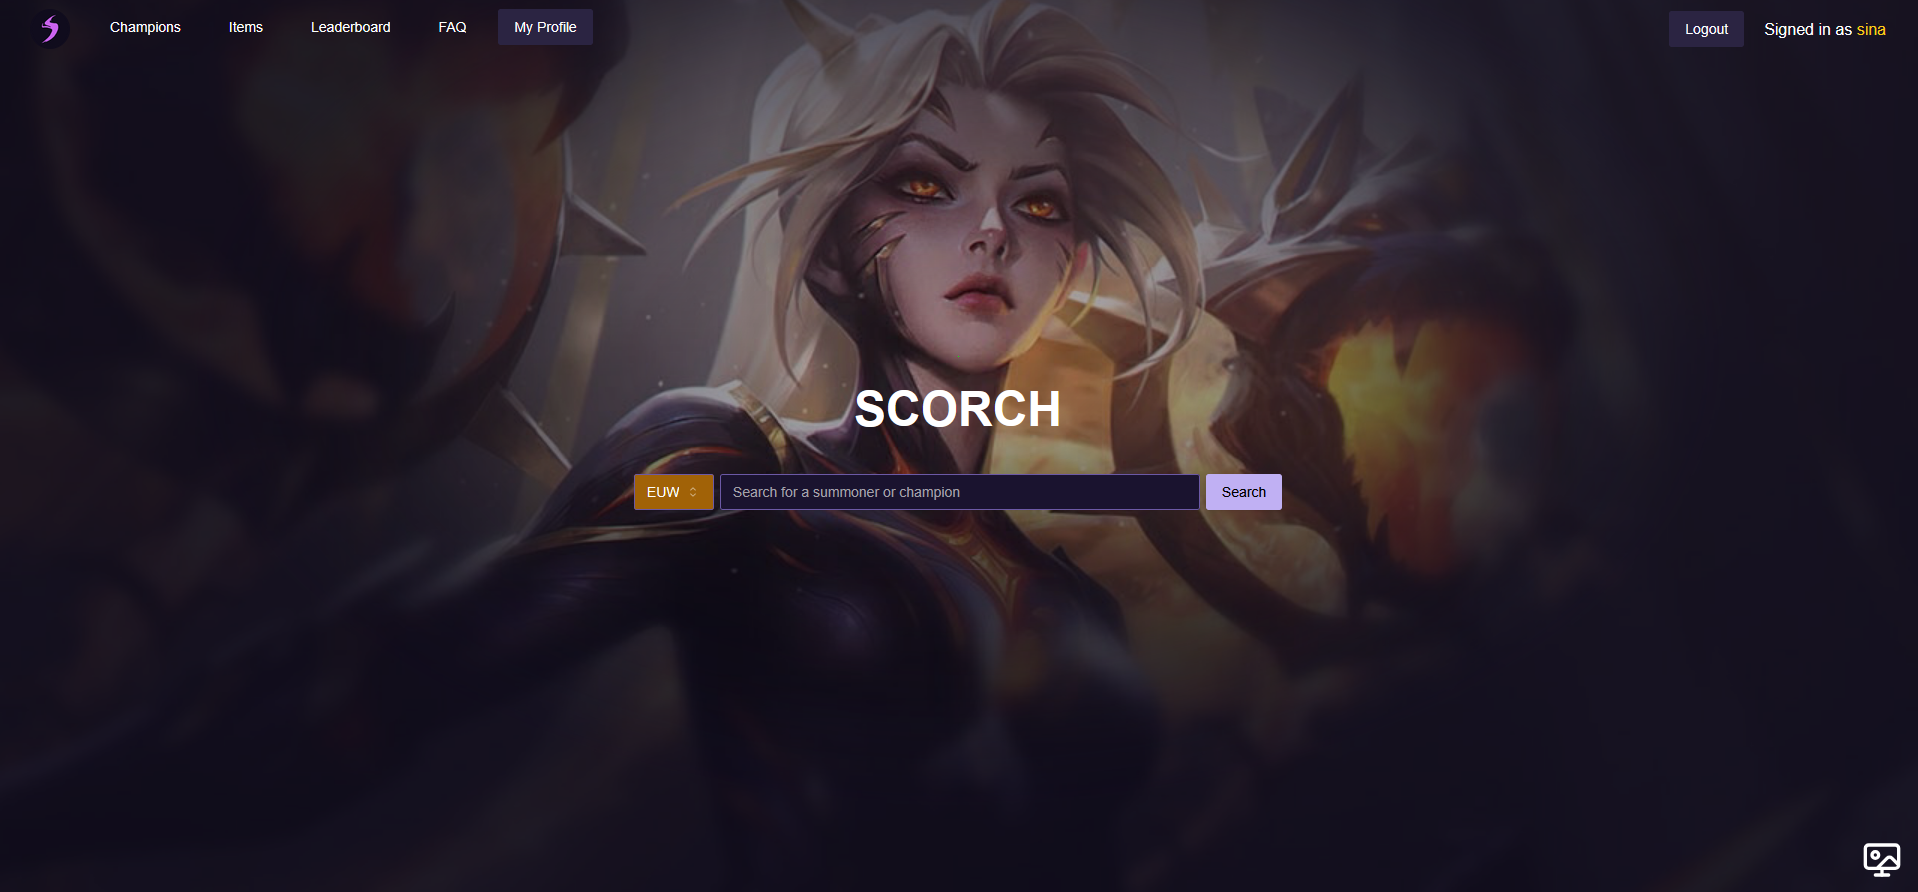 Champions Items Leaderboard FAQ My Profile Logout Signed in as sina
SCORCH
EUW Search for a summoner or champion Search